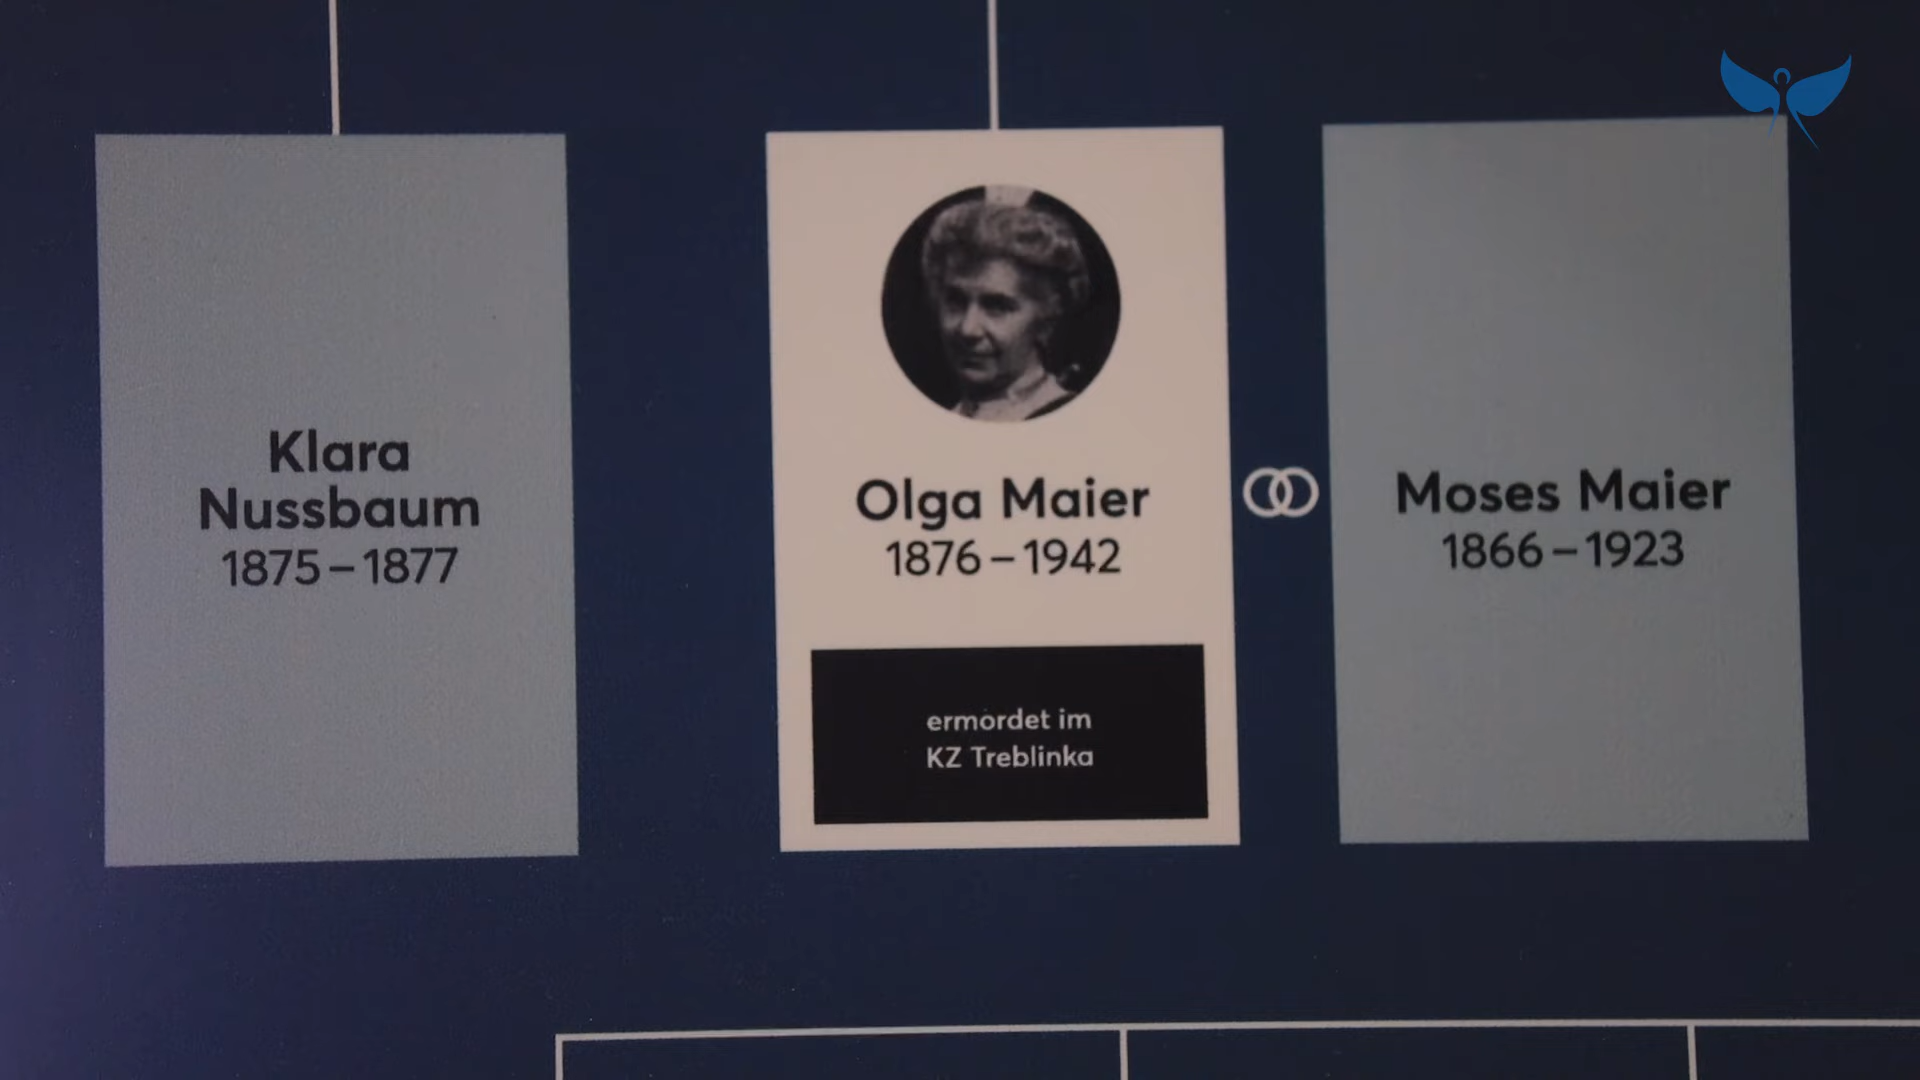 Klara
Nussbaum
1875 – 1877
Olga Maier
1876 – 1942
ermordet im
KZ Treblinka
Moses Maier
1866 – 1923